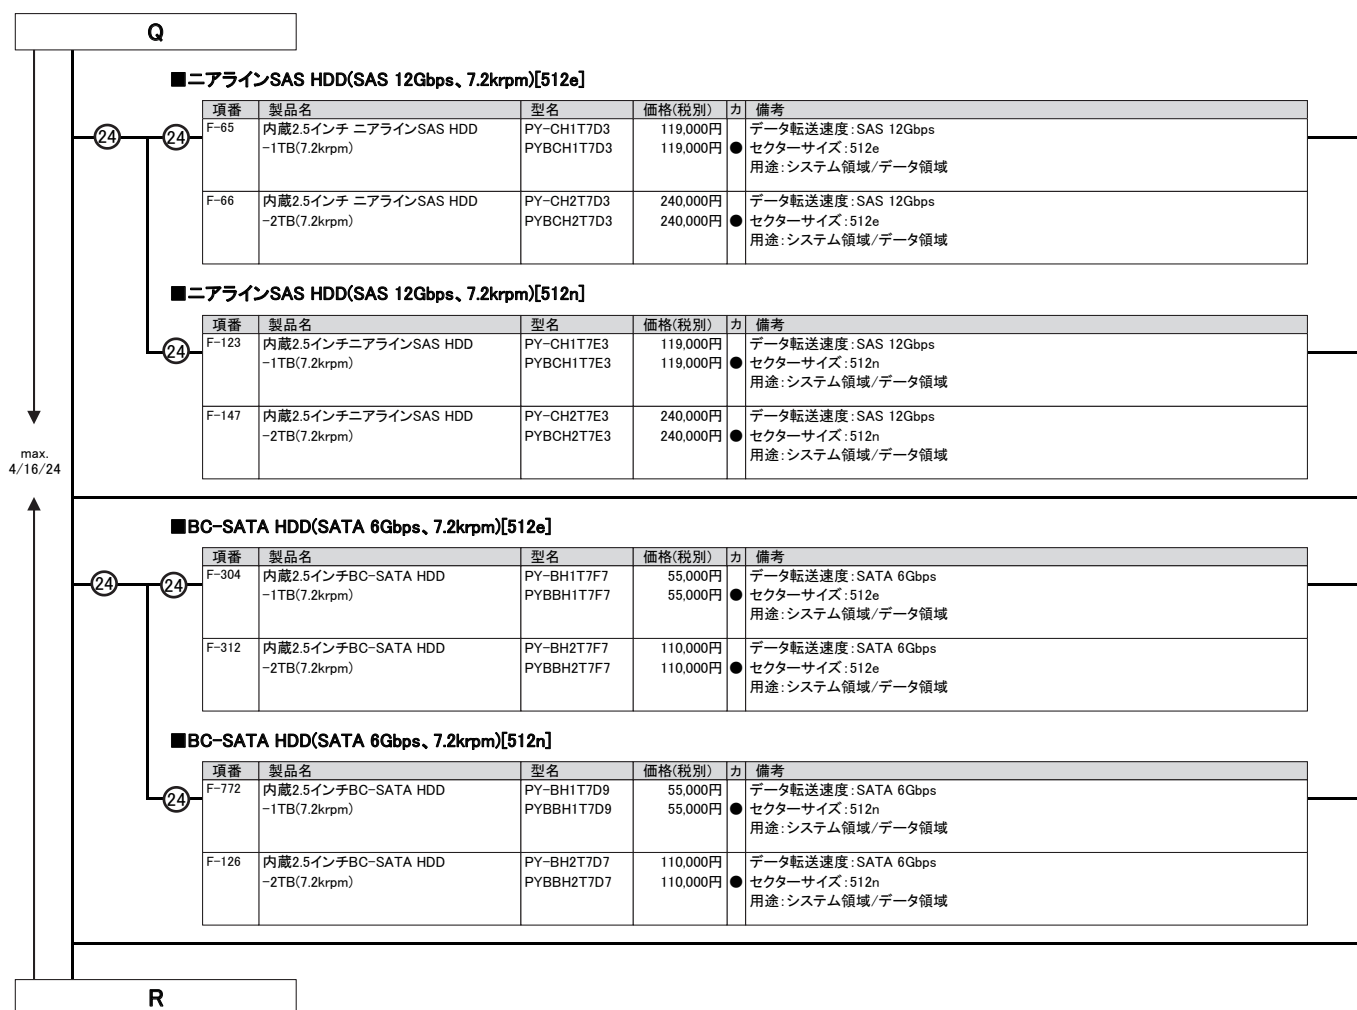 Q
■ニアラインSAS HDD(SAS 12Gbps、7.2krpm)[512e]
項番 製品名 型名 価格(税別) カ 備考
F-65 内蔵2.5インチ ニアラインSAS HDD PY-CH1T7D3 119,000円 データ転送速度:SAS 12Gbps
-1TB(7.2krpm) PYBCH1T7D3 119,000円 ● セクターサイズ:512e
用途:システム領域/データ領域
24 24
F-66 内蔵2.5インチ ニアラインSAS HDD PY-CH2T7D3 240,000円 データ転送速度:SAS 12Gbps
-2TB(7.2krpm) PYBCH2T7D3 240,000円 ● セクターサイズ:512e
用途:システム領域/データ領域
■ニアラインSAS HDD(SAS 12Gbps、7.2krpm)[512n]
項番 製品名 型名 価格(税別) カ 備考
F-123 内蔵2.5インチニアラインSAS HDD PY-CH1T7E3 119,000円 データ転送速度:SAS 12Gbps
-1TB(7.2krpm) PYBCH1T7E3 119,000円 ● セクターサイズ:512n
用途:システム領域/データ領域
24
F-147 内蔵2.5インチニアラインSAS HDD PY-CH2T7E3 240,000円 データ転送速度:SAS 12Gbps
-2TB(7.2krpm) PYBCH2T7E3 240,000円 ● セクターサイズ:512n
用途:システム領域/データ領域
max.
4/16/24
■BC-SATA HDD(SATA 6Gbps、7.2krpm)[512e]
項番 製品名 型名 価格(税別) カ 備考
F-304 内蔵2.5インチBC-SATA HDD PY-BH1T7F7 55,000円 データ転送速度:SATA 6Gbps
-1TB(7.2krpm) PYBBH1T7F7 55,000円 ● セクターサイズ:512e
用途:システム領域/データ領域
24 24
F-312 内蔵2.5インチBC-SATA HDD PY-BH2T7F7 110,000円 データ転送速度:SATA 6Gbps
-2TB(7.2krpm) PYBBH2T7F7 110,000円 ● セクターサイズ:512e
用途:システム領域/データ領域
■BC-SATA HDD(SATA 6Gbps、7.2krpm)[512n]
項番 製品名 型名 価格(税別) カ 備考
F-772 内蔵2.5インチBC-SATA HDD PY-BH1T7D9 55,000円 データ転送速度:SATA 6Gbps
-1TB(7.2krpm) PYBBH1T7D9 55,000円 ● セクターサイズ:512n
用途:システム領域/データ領域
24
F-126 内蔵2.5インチBC-SATA HDD PY-BH2T7D7 110,000円 データ転送速度:SATA 6Gbps
-2TB(7.2krpm) PYBBH2T7D7 110,000円 ● セクターサイズ:512n
用途:システム領域/データ領域
R